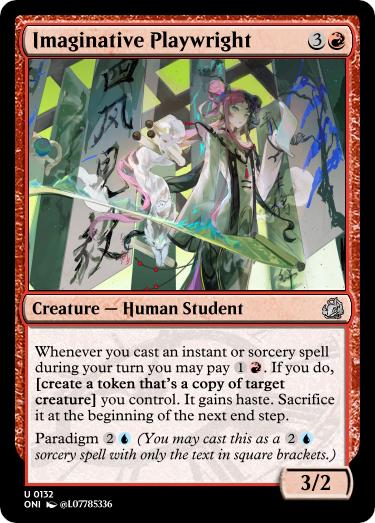 Imaginative Playwright 3
四
風
見
Creature — Human Student
Whenever you cast an instant or sorcery spell
during your turn you may pay 1 . If you do,
[create a token that's a copy of target
creature] you control. It gains haste. Sacrifice
it at the beginning of the next end step.
Paradigm 2 (You may cast this as a 2
sorcery spell with only the text in square brackets.)
3/2
U 0132
ONI @L07785336